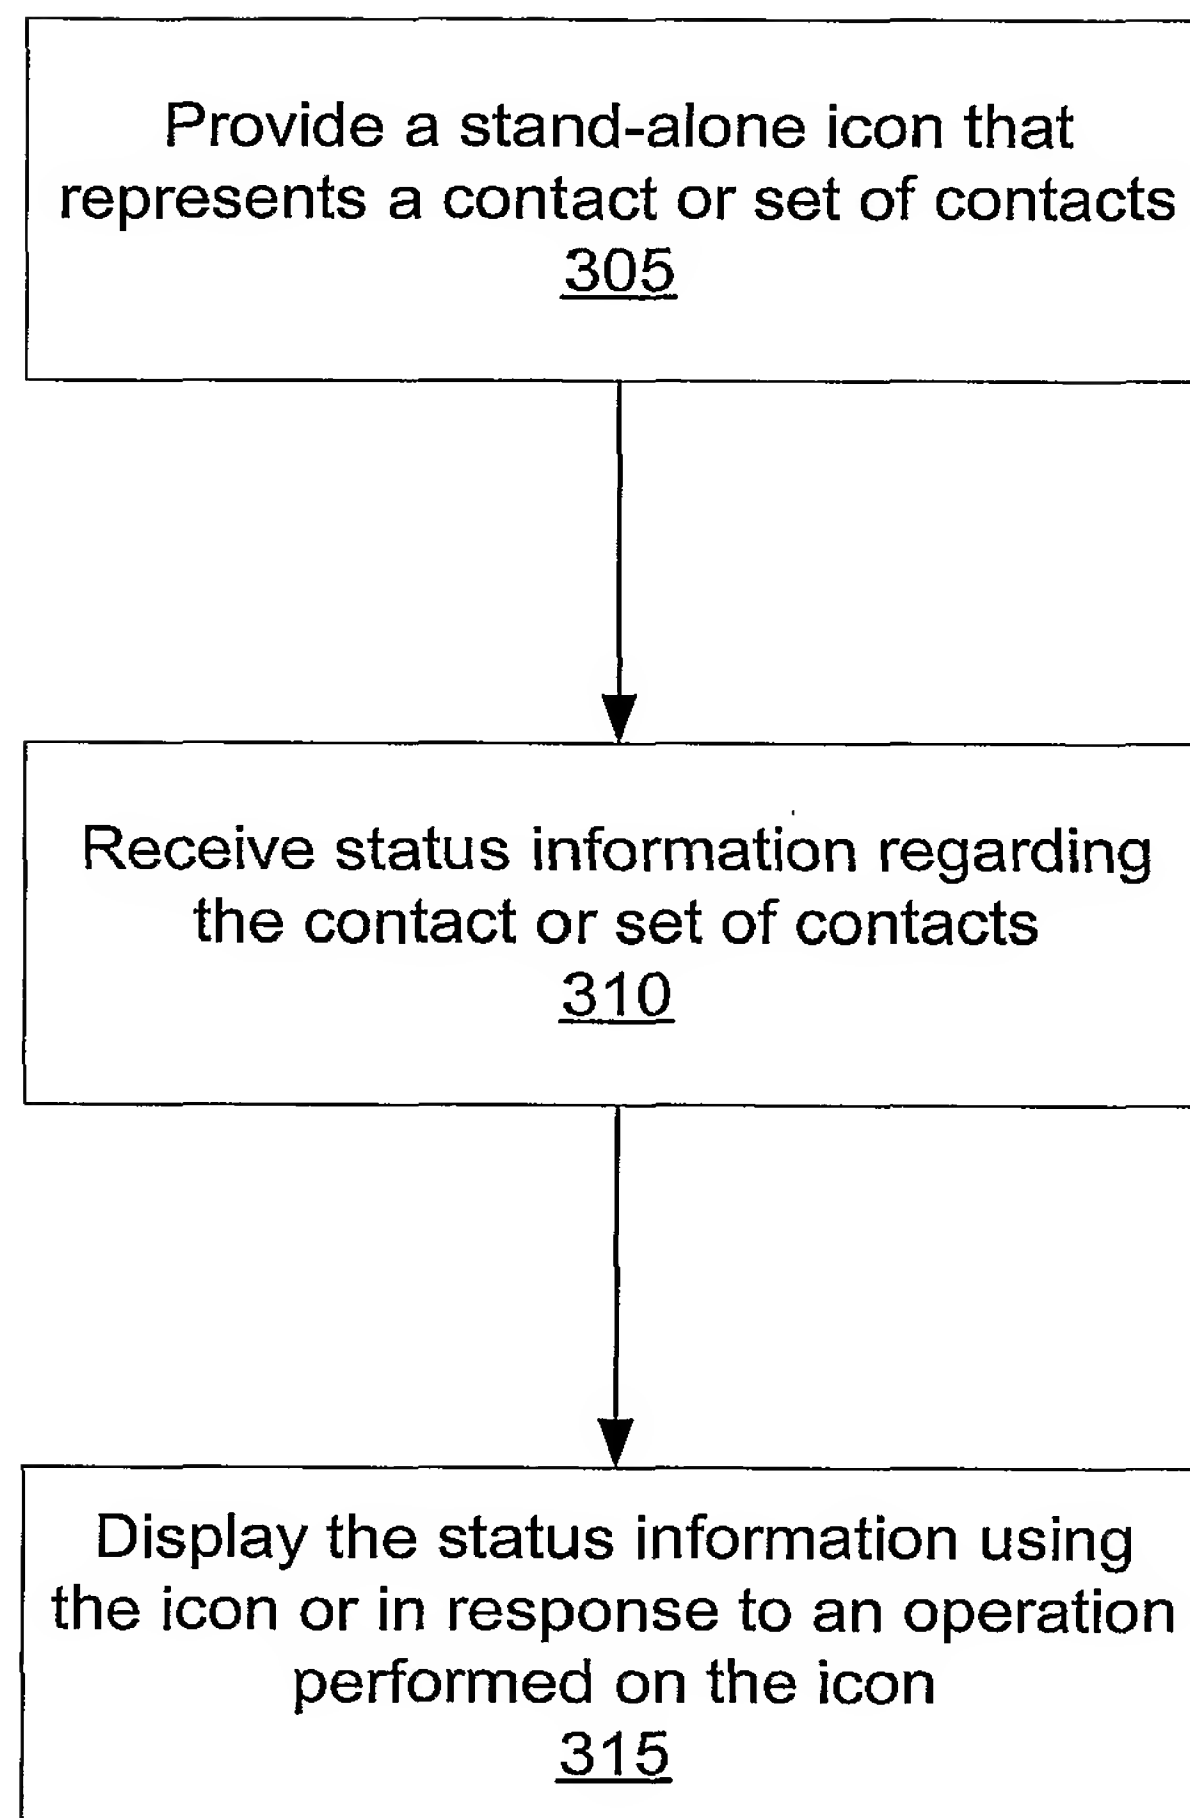 Provide a stand-alone icon that
represents a contact or set of contacts
305
Receive status information regarding
the contact or set of contacts
310
Display the status information using
the icon or in response to an operation
performed on the icon
315